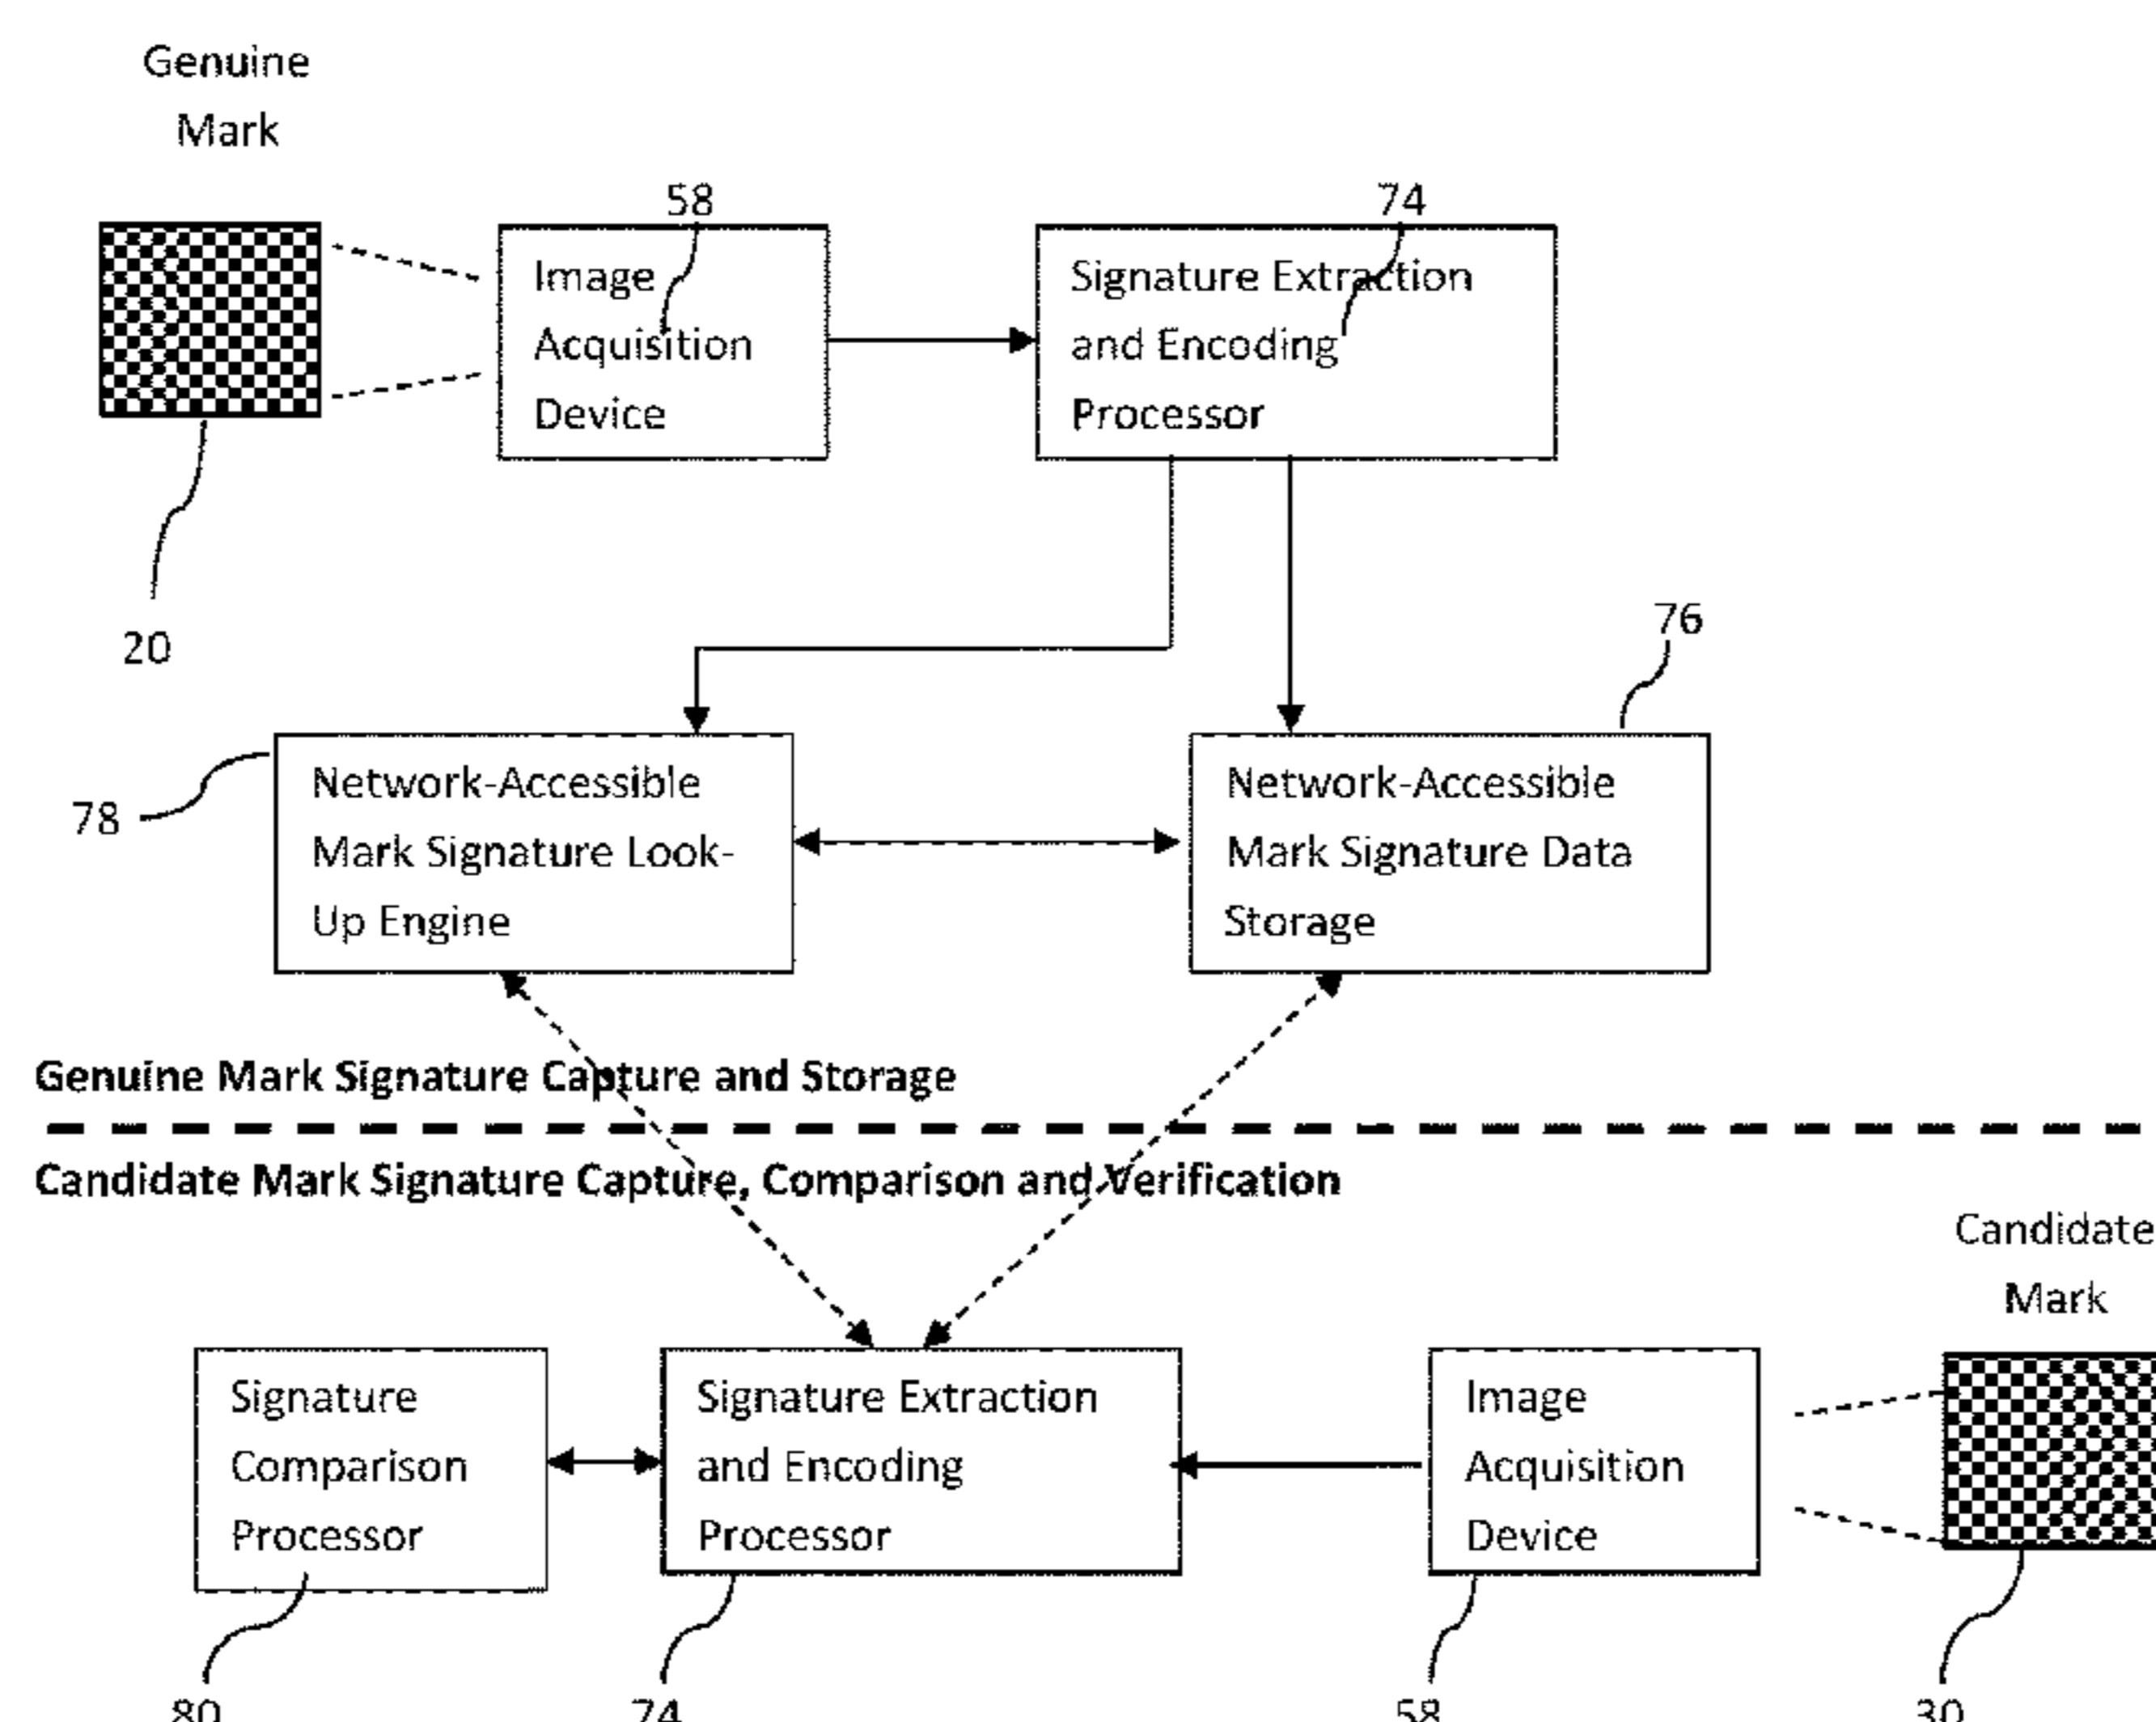 Genuine
Mark
58
74
Image
Acquisition
Device
Signature Extraction
and Encoding
Processor
20
76
78
Network-Accessible
Mark Signature Look-
Up Engine
Network-Accessible
Mark Signature Data
Storage
Genuine Mark Signature Capture and Storage
Candidate Mark Signature Capture, Comparison and Verification
Candidate
Mark
Signature
Comparison
Processor
Signature Extraction
and Encoding
Processor
Image
Acquisition
Device
80
74
58
30